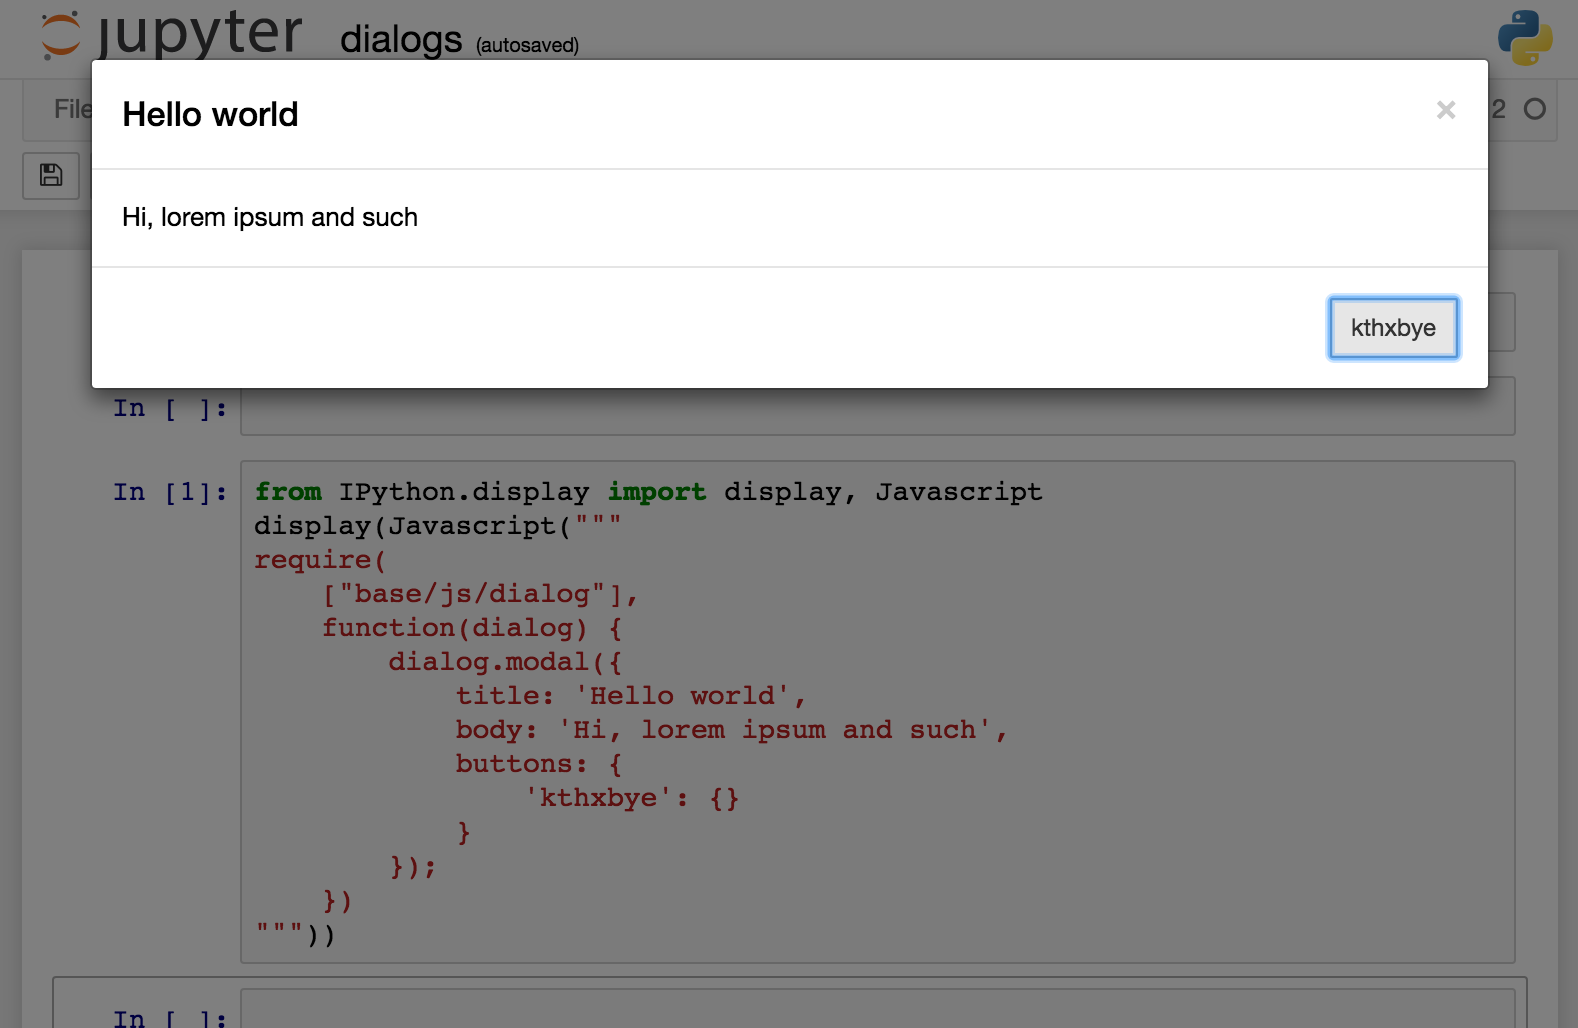 jupyter dialogs (autosaved)
File 2
Hello world ×
Hi, lorem ipsum and such
kthxbye
In [ ]:
In [1]: from IPython.display import display, Javascript
display(Javascript("""
require(
    ["base/js/dialog"],
    function(dialog) {
        dialog.modal({
            title: 'Hello world',
            body: 'Hi, lorem ipsum and such',
            buttons: {
                'kthxbye': {}
            }
        });
    })
"""))
In [ ]: